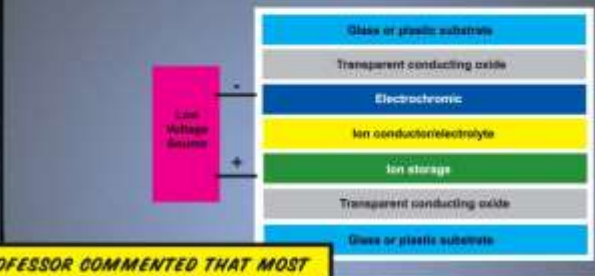 Glass or plastic substrate
Transparent conducting oxide
-
Electrochromic
Low
Voltage
Source
Ion conductor/electrolyte
+
Ion storage
Transparent conducting oxide
Glass or plastic substrate
OFESSOR COMMENTED THAT MOST